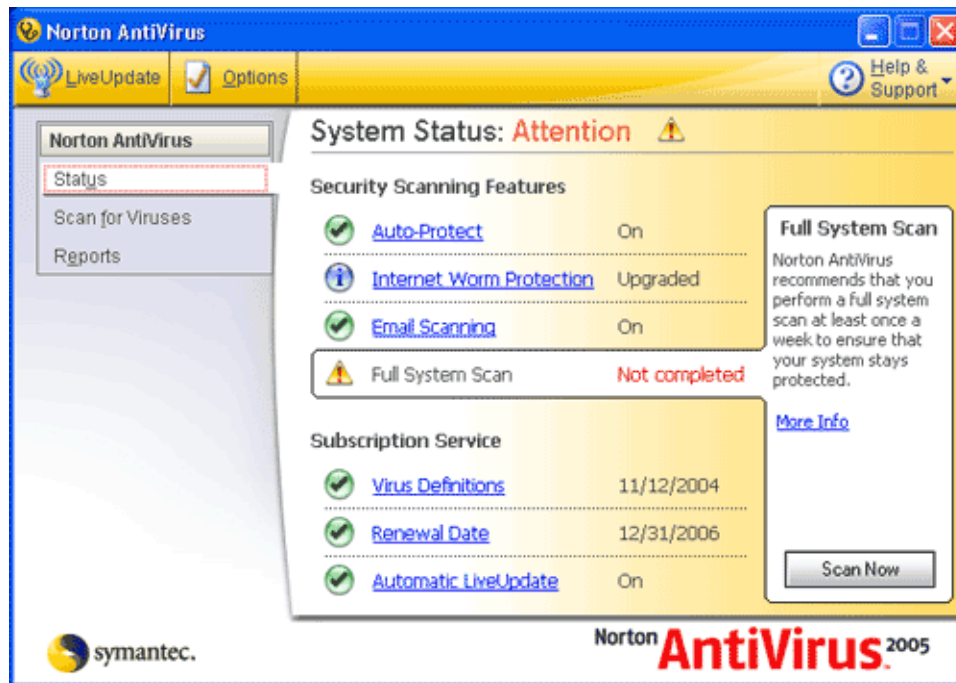 Norton AntiVirus
LiveUpdate Options Help & Support
Norton AntiVirus
Status
Scan for Viruses
Reports
System Status: Attention
Security Scanning Features
Auto-Protect On
Internet Worm Protection Upgraded
Email Scanning On
Full System Scan Not completed
Subscription Service
Virus Definitions 11/12/2004
Renewal Date 12/31/2006
Automatic LiveUpdate On
Full System Scan
Norton AntiVirus
recommends that you
perform a full system
scan at least once a
week to ensure that
your system stays
protected.
More Info
Scan Now
symantec.
Norton AntiVirus 2005